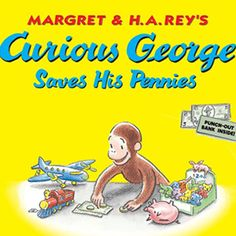 MARGRET & H.A.REY'S
Curious George
Saves His Pennies
PUNCH-OUT
BANK INSIDE!